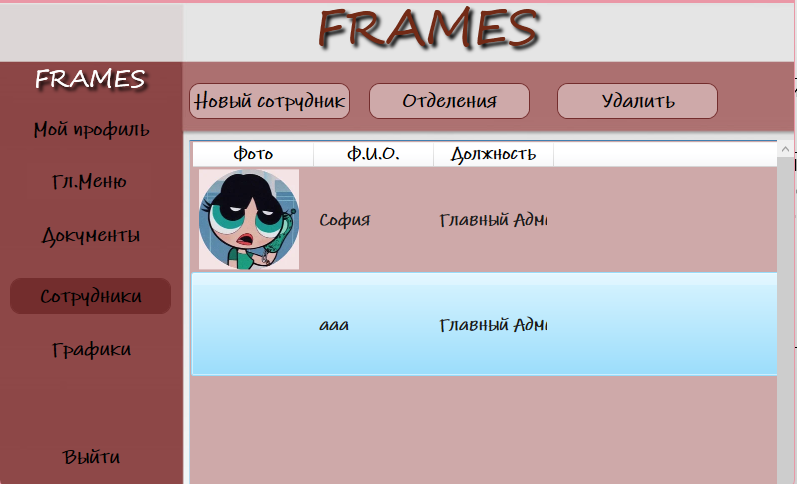 FRAMES
FRAMES
Мой профиль
Гл.Меню
Документы
Сотрудники
Графики
Выйти
Новый сотрудник Отделения Удалить
Фото Ф.И.О. Должность
София Главный Адм
ааа Главный Адм